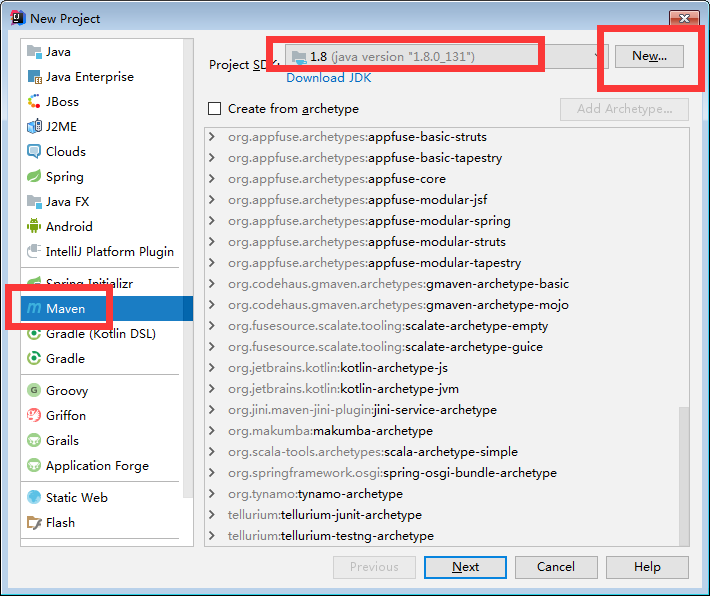 New Project
Java
Java Enterprise
JBoss
J2ME
Clouds
Spring
Java FX
Android
IntelliJ Platform Plugin
Spring Initializr
Maven
Gradle (Kotlin DSL)
Gradle
Groovy
Griffon
Grails
Application Forge
Static Web
Flash
Project SDK:
1.8 (java version "1.8.0_131")
New...
Download JDK
Create from archetype
Add Archetype...
org.appfuse.archetypes:appfuse-basic-struts
org.appfuse.archetypes:appfuse-basic-tapestry
org.appfuse.archetypes:appfuse-core
org.appfuse.archetypes:appfuse-modular-jsf
org.appfuse.archetypes:appfuse-modular-spring
org.appfuse.archetypes:appfuse-modular-struts
org.appfuse.archetypes:appfuse-modular-tapestry
org.codehaus.gmaven.archetypes:gmaven-archetype-basic
org.codehaus.gmaven.archetypes:gmaven-archetype-mojo
org.fusesource.scalate.tooling:scalate-archetype-empty
org.fusesource.scalate.tooling:scalate-archetype-guice
org.jetbrains.kotlin:kotlin-archetype-js
org.jetbrains.kotlin:kotlin-archetype-jvm
org.jini.maven-jini-plugin:jini-service-archetype
org.makumba:makumba-archetype
org.scala-tools.archetypes:scala-archetype-simple
org.springframework.osgi:spring-osgi-bundle-archetype
org.tynamo:tynamo-archetype
tellurium:tellurium-junit-archetype
tellurium:tellurium-testng-archetype
Previous
Next
Cancel
Help